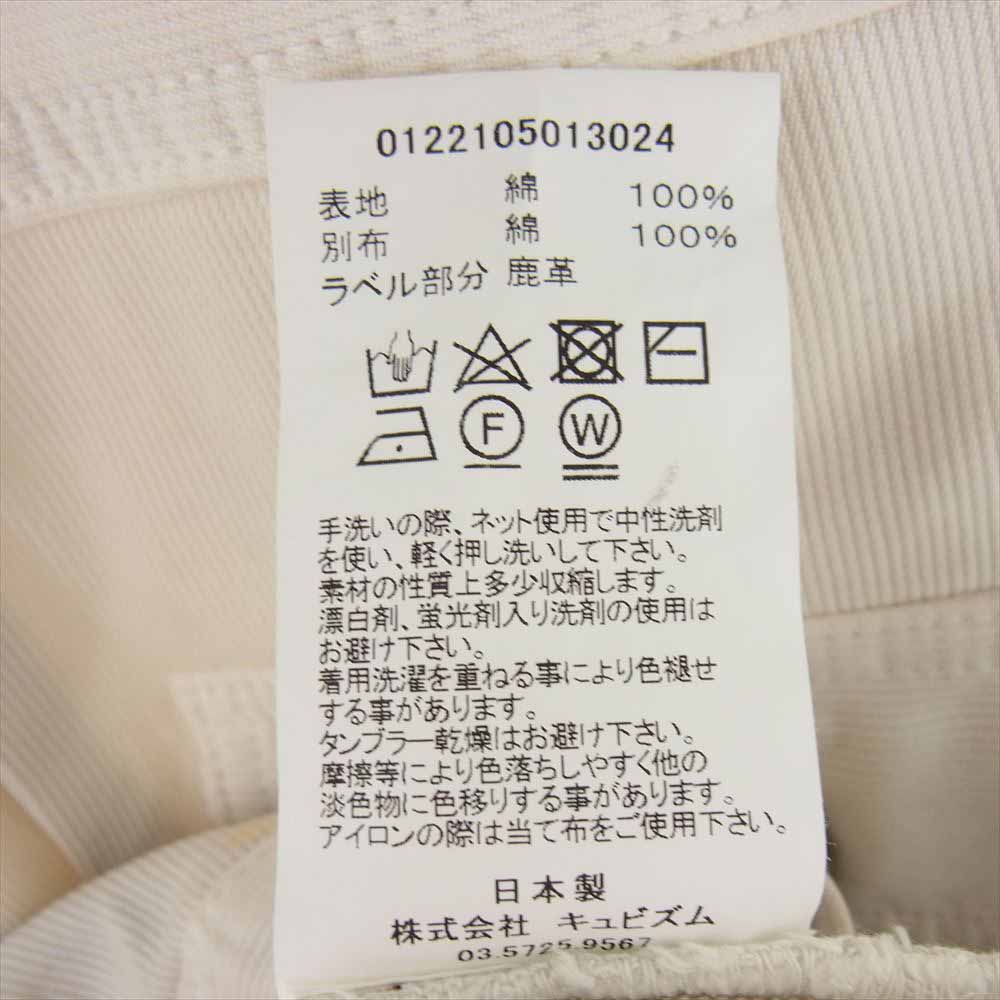 0122105013024
表地 綿 100%
別布 綿 100%
ラベル部分 鹿革
F W
手洗いの際、ネット使用で中性洗剤
を使い、軽く押し洗いして下さい。
素材の性質上多少収縮します。
漂白剤、蛍光剤入り洗剤の使用は
お避け下さい。
着用洗濯を重ねる事により色褪せ
する事があります。
タンブラー乾燥はお避け下さい。
摩擦等により色落ちしやすく他の
淡色物に色移りする事があります。
アイロンの際は当て布をご使用下さい。
日本製
株式会社 キュビズム
03.5725.9567